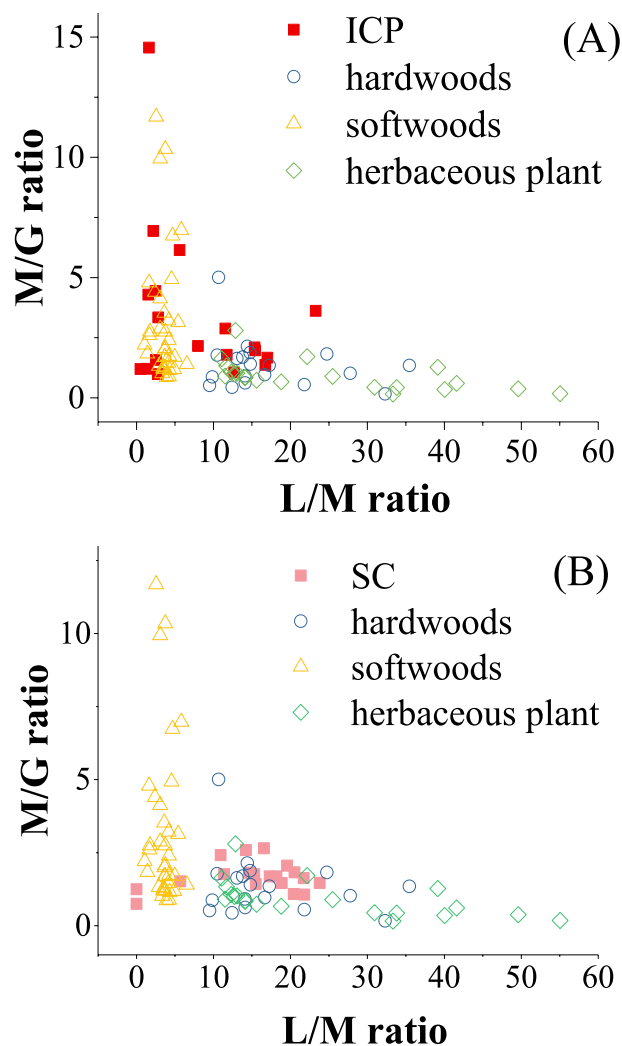 (A)
ICP
hardwoods
softwoods
herbaceous plant
15
10
5
0
M/G ratio
0 10 20 30 40 50 60
L/M ratio
(B)
SC
hardwoods
softwoods
herbaceous plant
10
5
0
M/G ratio
0 10 20 30 40 50 60
L/M ratio